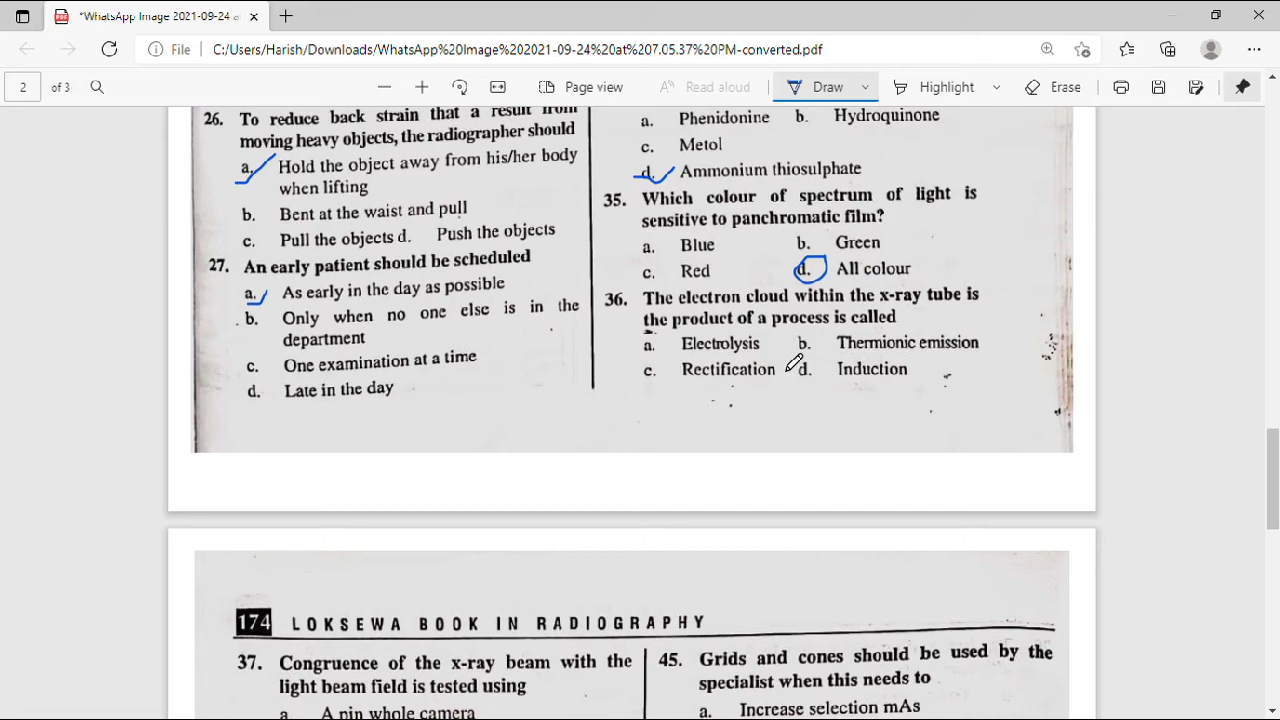 *WhatsApp Image 2021-09-24 a
File
C:/Users/Harish/Downloads/WhatsApp%20Image%202021-09-24%20at%207.05.37%20PM-converted.pdf
2 of 3
Page view
Read aloud
Draw
Highlight
Erase
26. To reduce back strain that a result from
moving heavy objects, the radiographer should
a. Hold the object away from his/her body
when lifting
b. Bent at the waist and pull
c. Pull the objects d. Push the objects
27. An early patient should be scheduled
a. As early in the day as possible
b. Only when no one else is in the
department
c. One examination at a time
d. Late in the day
a. Phenidonine b. Hydroquinone
c. Metol
d. Ammonium thiosulphate
35. Which colour of spectrum of light is
sensitive to panchromatic film?
a. Blue b. Green
c. Red d. All colour
36. The electron cloud within the x-ray tube is
the product of a process is called
a. Electrolysis b. Thermionic emission
c. Rectification d. Induction
174 LOKSEWA BOOK IN RADIOGRAPHY
37. Congruence of the x-ray beam with the
light beam field is tested using
a. A pin whole camera
45. Grids and cones should be used by the
specialist when this needs to
a. Increase selection mAs